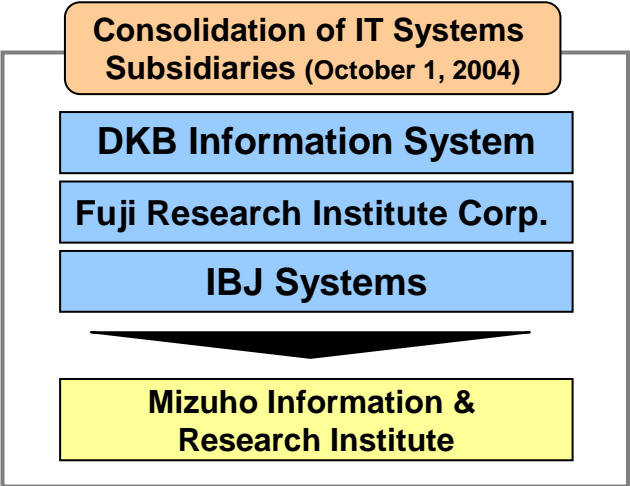 Consolidation of IT Systems
Subsidiaries (October 1, 2004)
DKB Information System
Fuji Research Institute Corp.
IBJ Systems
Mizuho Information &
Research Institute